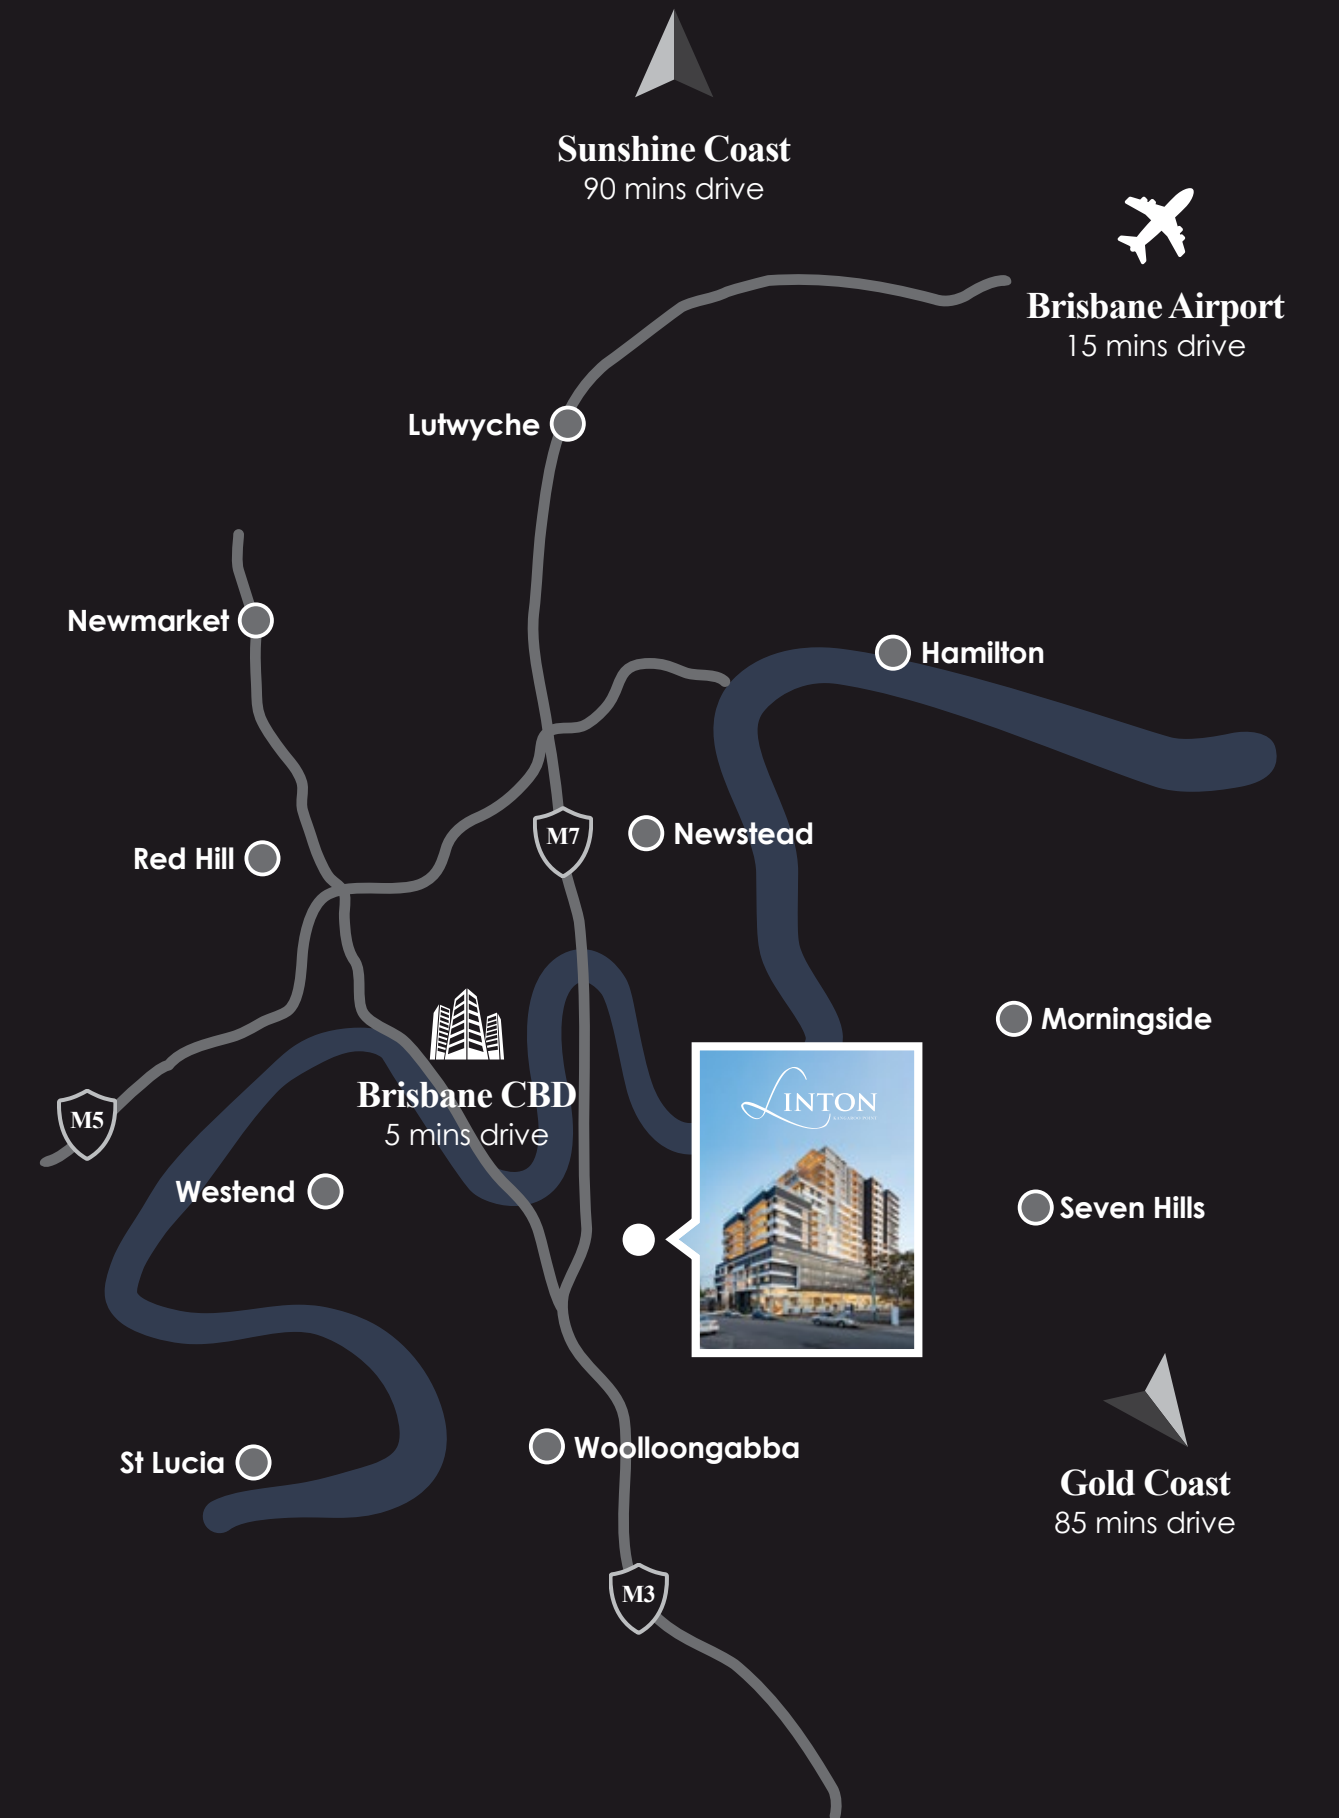 Sunshine Coast
90 mins drive
Brisbane Airport
15 mins drive
Lutwyche
Newmarket
Hamilton
M7
Newstead
Red Hill
Morningside
Brisbane CBD
5 mins drive
LINTON
M5
Westend
Seven Hills
Woolloongabba
St Lucia
Gold Coast
85 mins drive
M3